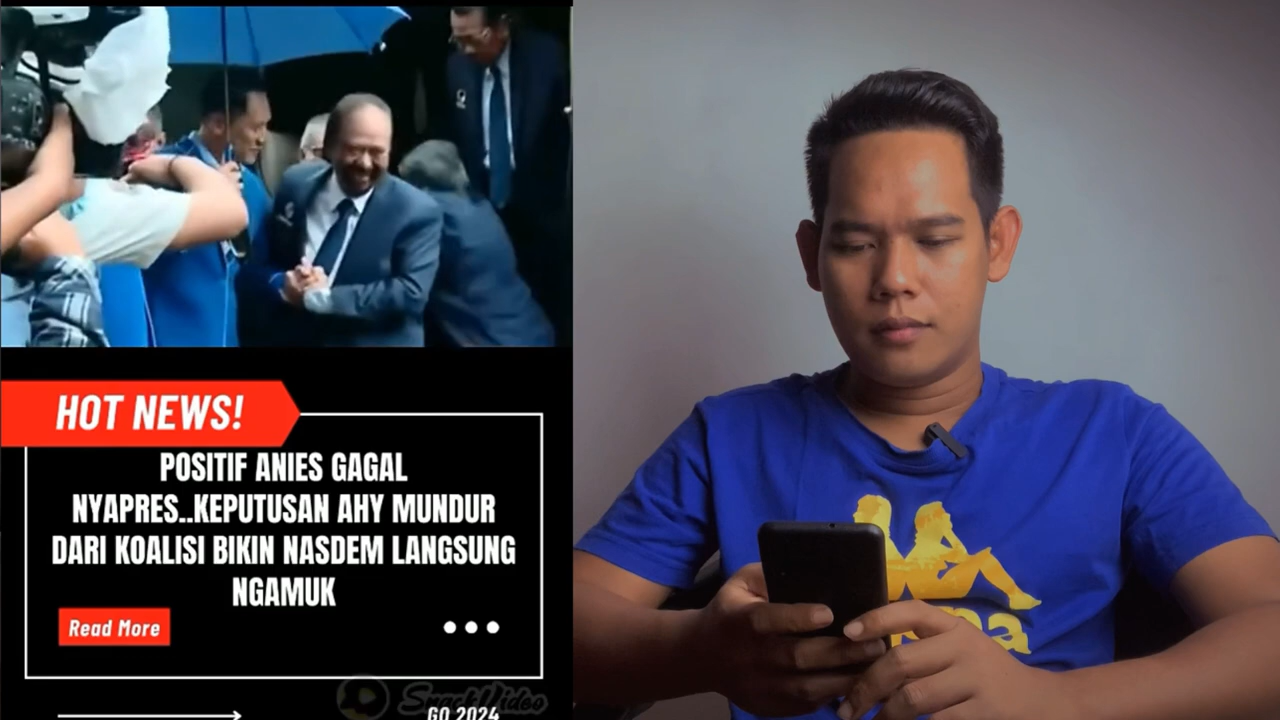 HOT NEWS!
POSITIF ANIES GAGAL
NYAPRES..KEPUTUSAN AHY MUNDUR
DARI KOALISI BIKIN NASDEM LANGSUNG
NGAMUK
Read More
SnackVideo
GO 2024